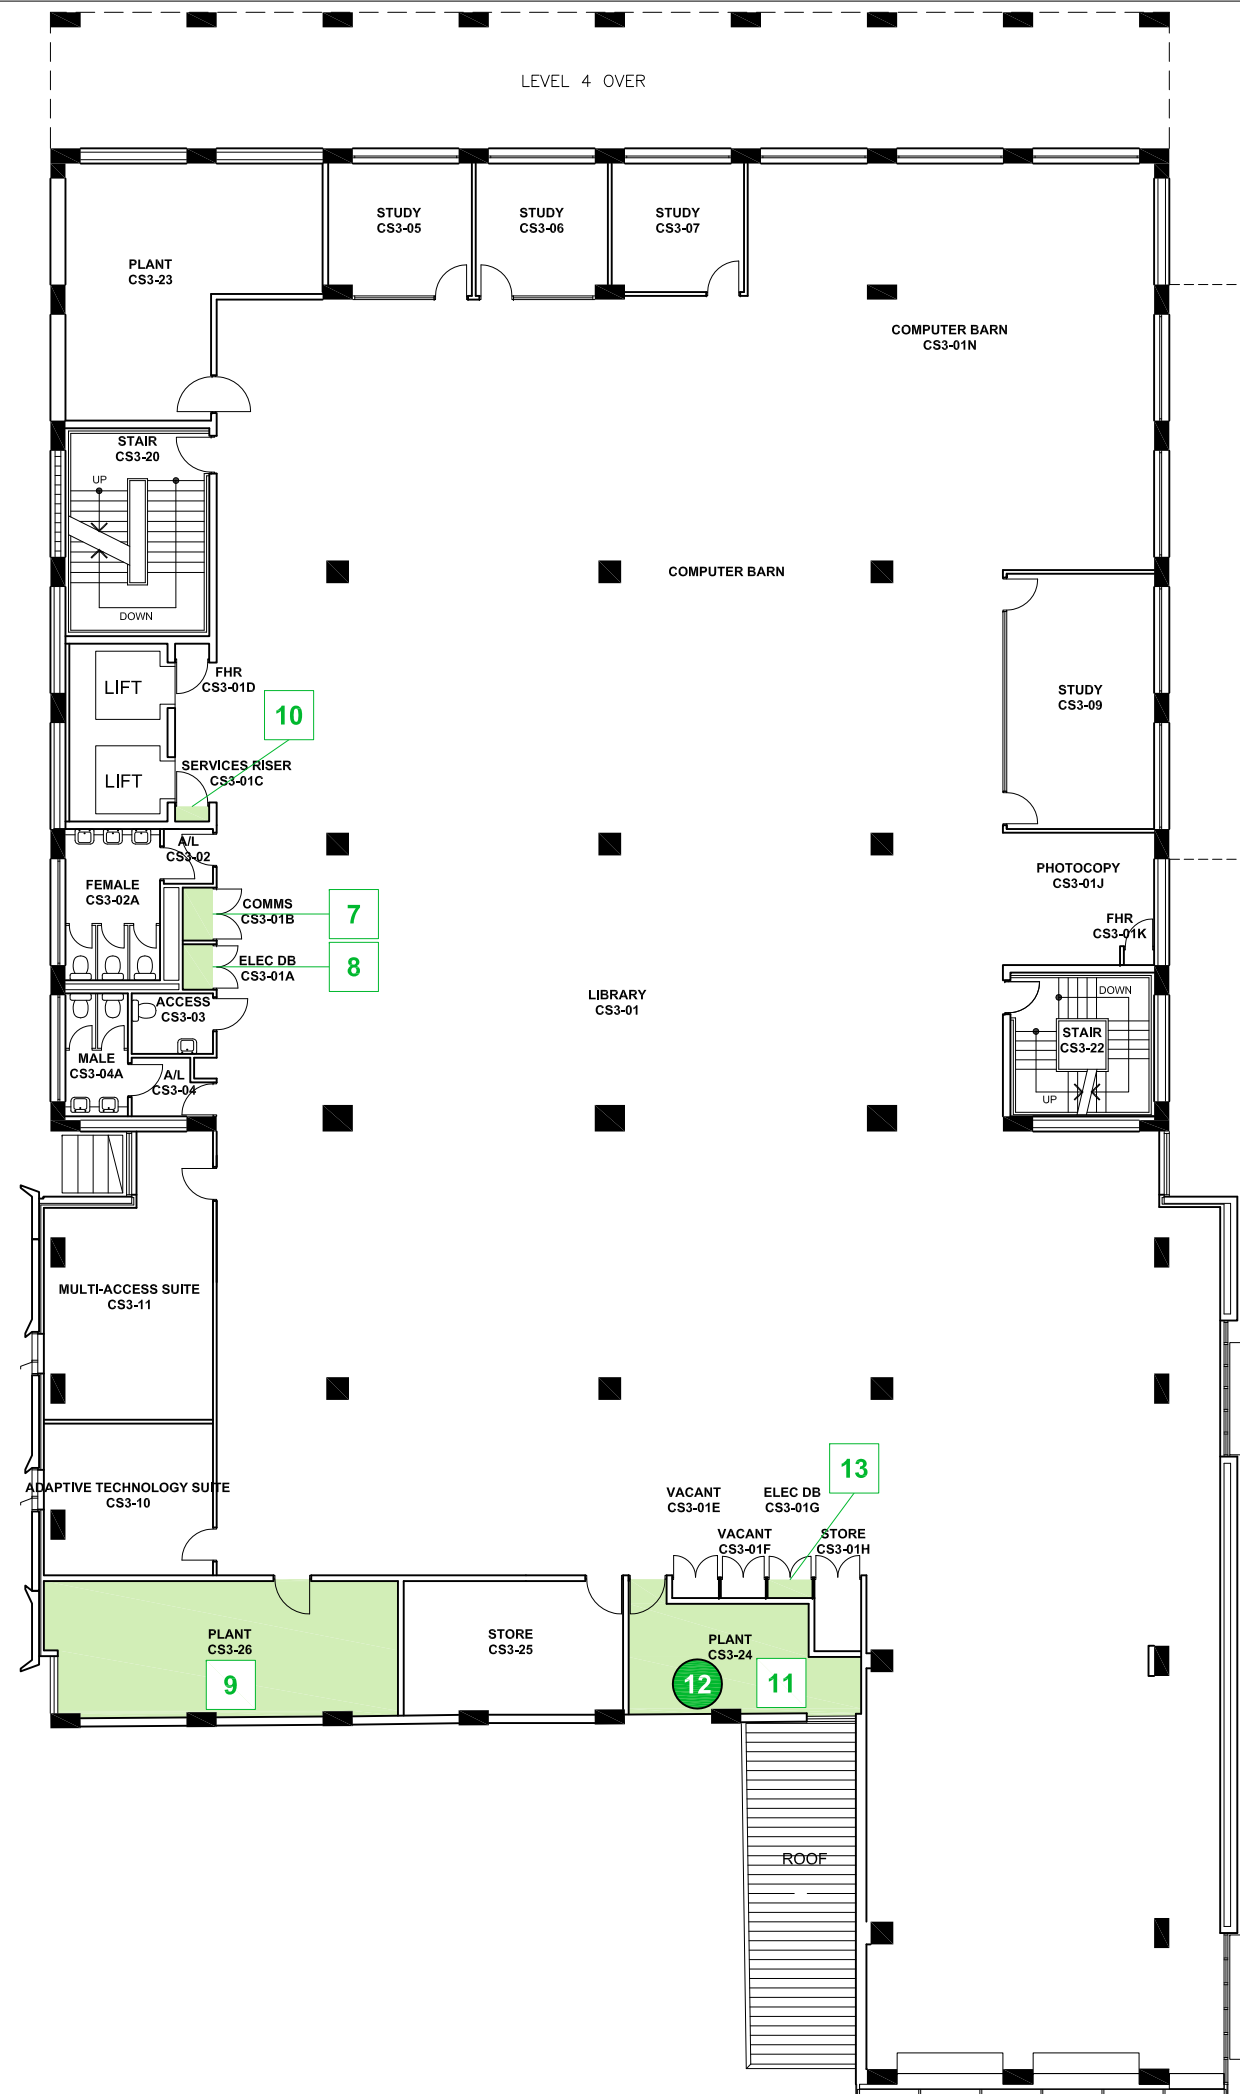 LEVEL 4 OVER
STUDY
CS3-05
STUDY
CS3-06
STUDY
CS3-07
PLANT
CS3-23
COMPUTER BARN
CS3-01N
STAIR
CS3-20
UP
DOWN
COMPUTER BARN
FHR
CS3-01D
LIFT
10
STUDY
CS3-09
SERVICES RISER
CS3-01C
LIFT
A/L
CS3-02
FEMALE
CS3-02A
COMMS
CS3-01B
7
PHOTOCOPY
CS3-01J
FHR
CS3-01K
ELEC DB
CS3-01A
8
ACCESS
CS3-03
LIBRARY
CS3-01
DOWN
STAIR
CS3-22
UP
MALE
CS3-04A
A/L
CS3-04
MULTI-ACCESS SUITE
CS3-11
ADAPTIVE TECHNOLOGY SUITE
CS3-10
13
VACANT
CS3-01E
ELEC DB
CS3-01G
VACANT
CS3-01F
STORE
CS3-01H
PLANT
CS3-26
9
STORE
CS3-25
PLANT
CS3-24
12
11
ROOF